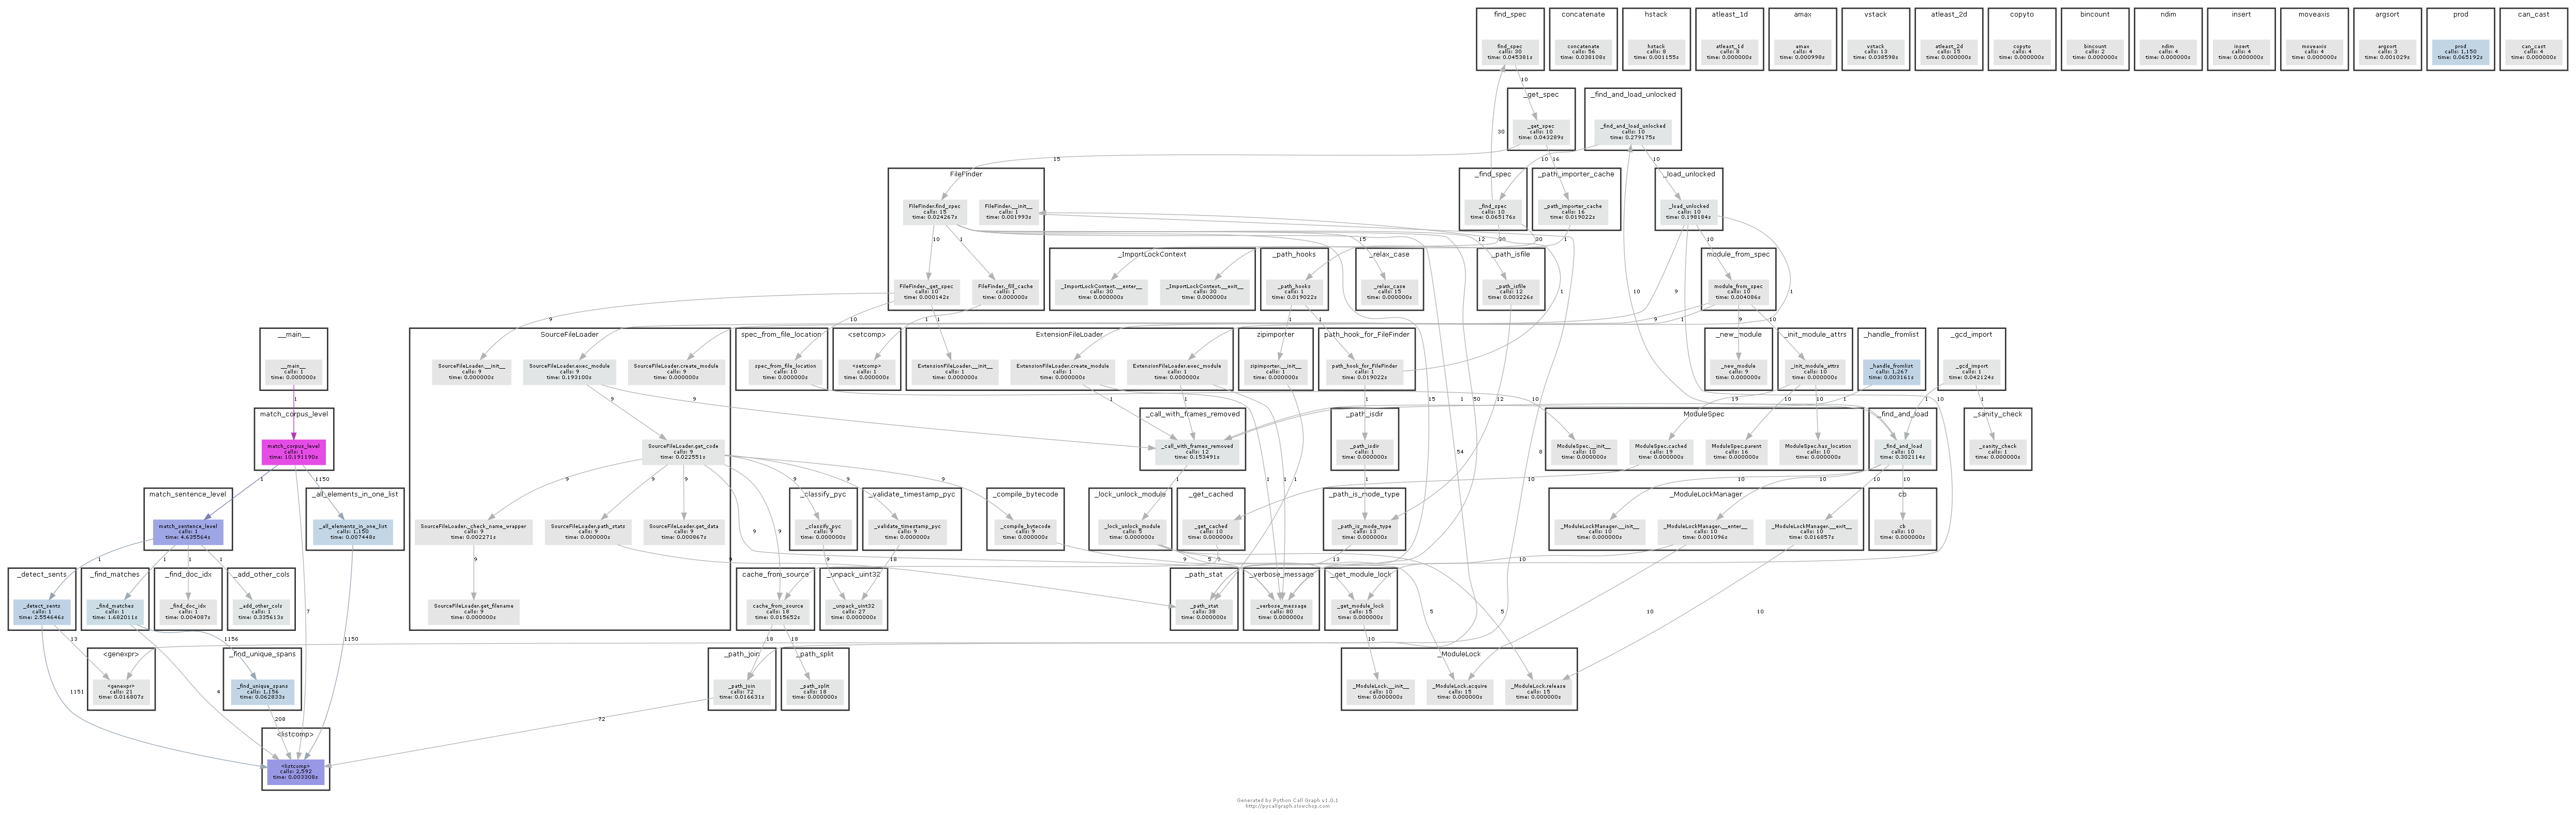 find_spec
find_spec
calls: 30
time: 0.045381s
concatenate
concatenate
calls: 56
time: 0.038108s
hstack
hstack
calls: 8
time: 0.001155s
atleast_1d
atleast_1d
calls: 8
time: 0.000000s
amax
amax
calls: 4
time: 0.000998s
vstack
vstack
calls: 13
time: 0.038598s
atleast_2d
atleast_2d
calls: 15
time: 0.000000s
copyto
copyto
calls: 4
time: 0.000000s
bincount
bincount
calls: 2
time: 0.000000s
ndim
ndim
calls: 4
time: 0.000000s
insert
insert
calls: 4
time: 0.000000s
moveaxis
moveaxis
calls: 4
time: 0.000000s
argsort
argsort
calls: 3
time: 0.001029s
prod
prod
calls: 1,150
time: 0.065192s
can_cast
can_cast
calls: 4
time: 0.000000s
10
_get_spec
_get_spec
calls: 10
time: 0.043289s
_find_and_load_unlocked
_find_and_load_unlocked
calls: 10
time: 0.279175s
30
15
16
10
10
FileFinder
FileFinder.find_spec
calls: 15
time: 0.024267s
FileFinder.__init__
calls: 1
time: 0.001993s
FileFinder._get_spec
calls: 10
time: 0.000142s
FileFinder._fill_cache
calls: 1
time: 0.000000s
_find_spec
_find_spec
calls: 10
time: 0.065176s
_path_importer_cache
_path_importer_cache
calls: 16
time: 0.019022s
_load_unlocked
_load_unlocked
calls: 10
time: 0.198184s
10
1
15
12
30
30
1
10
_ImportLockContext
_ImportLockContext.__enter__
calls: 30
time: 0.000000s
_ImportLockContext.__exit__
calls: 30
time: 0.000000s
_path_hooks
_path_hooks
calls: 1
time: 0.019022s
_relax_case
_relax_case
calls: 15
time: 0.000000s
_path_isfile
_path_isfile
calls: 12
time: 0.003226s
module_from_spec
module_from_spec
calls: 10
time: 0.004086s
1
9
1
10
9
10
1
1
1
1
9
1
9
10
__main__
__main__
calls: 1
time: 0.000000s
SourceFileLoader
SourceFileLoader.__init__
calls: 9
time: 0.000000s
SourceFileLoader.exec_module
calls: 9
time: 0.193100s
SourceFileLoader.create_module
calls: 9
time: 0.000000s
spec_from_file_location
spec_from_file_location
calls: 10
time: 0.000000s
<setcomp>
<setcomp>
calls: 1
time: 0.000000s
ExtensionFileLoader
ExtensionFileLoader.__init__
calls: 1
time: 0.000000s
ExtensionFileLoader.create_module
calls: 1
time: 0.000000s
ExtensionFileLoader.exec_module
calls: 1
time: 0.000000s
zipimporter
zipimporter.__init__
calls: 1
time: 0.000000s
path_hook_for_FileFinder
path_hook_for_FileFinder
calls: 1
time: 0.019022s
_new_module
_new_module
calls: 9
time: 0.000000s
_init_module_attrs
_init_module_attrs
calls: 10
time: 0.000000s
_handle_fromlist
_handle_fromlist
calls: 1,267
time: 0.003161s
_gcd_import
_gcd_import
calls: 1
time: 0.042124s
1
9
9
1
1
1
15
12
50
10
19
10
10
1
1
1
10
match_corpus_level
match_corpus_level
calls: 1
time: 10.191190s
SourceFileLoader.get_code
calls: 9
time: 0.022551s
_call_with_frames_removed
_call_with_frames_removed
calls: 12
time: 0.153491s
_path_isdir
_path_isdir
calls: 1
time: 0.000000s
ModuleSpec
ModuleSpec.__init__
calls: 10
time: 0.000000s
ModuleSpec.cached
calls: 19
time: 0.000000s
ModuleSpec.parent
calls: 16
time: 0.000000s
ModuleSpec.has_location
calls: 10
time: 0.000000s
_find_and_load
_find_and_load
calls: 10
time: 0.302114s
_sanity_check
_sanity_check
calls: 1
time: 0.000000s
54
8
1
1150
9
9
9
9
9
9
9
1
1
1
1
10
10
10
10
10
match_sentence_level
match_sentence_level
calls: 1
time: 4.635564s
_all_elements_in_one_list
_all_elements_in_one_list
calls: 1,150
time: 0.007448s
SourceFileLoader._check_name_wrapper
calls: 9
time: 0.002271s
SourceFileLoader.path_stats
calls: 9
time: 0.000000s
SourceFileLoader.get_data
calls: 9
time: 0.000867s
_classify_pyc
_classify_pyc
calls: 9
time: 0.000000s
_validate_timestamp_pyc
_validate_timestamp_pyc
calls: 9
time: 0.000000s
_compile_bytecode
_compile_bytecode
calls: 9
time: 0.000000s
_lock_unlock_module
_lock_unlock_module
calls: 5
time: 0.000000s
_get_cached
_get_cached
calls: 10
time: 0.000000s
_path_is_mode_type
_path_is_mode_type
calls: 13
time: 0.000000s
_ModuleLockManager
_ModuleLockManager.__init__
calls: 10
time: 0.000000s
_ModuleLockManager.__enter__
calls: 10
time: 0.001096s
_ModuleLockManager.__exit__
calls: 10
time: 0.016857s
cb
cb
calls: 10
time: 0.000000s
1
1
1
1
9
9
9
18
9
5
13
10
_detect_sents
_detect_sents
calls: 1
time: 2.554646s
_find_matches
_find_matches
calls: 1
time: 1.682011s
_find_doc_idx
_find_doc_idx
calls: 1
time: 0.004087s
_add_other_cols
_add_other_cols
calls: 1
time: 0.335613s
SourceFileLoader.get_filename
calls: 9
time: 0.000000s
cache_from_source
cache_from_source
calls: 18
time: 0.015652s
_unpack_uint32
_unpack_uint32
calls: 27
time: 0.000000s
_path_stat
_path_stat
calls: 38
time: 0.000000s
_verbose_message
_verbose_message
calls: 80
time: 0.000000s
_get_module_lock
_get_module_lock
calls: 15
time: 0.000000s
7
13
1156
1150
18
18
10
5
10
5
10
<genexpr>
<genexpr>
calls: 21
time: 0.016807s
_find_unique_spans
_find_unique_spans
calls: 1,156
time: 0.062833s
_path_join
_path_join
calls: 72
time: 0.016631s
_path_split
_path_split
calls: 18
time: 0.000000s
_ModuleLock
_ModuleLock.__init__
calls: 10
time: 0.000000s
_ModuleLock.acquire
calls: 15
time: 0.000000s
_ModuleLock.release
calls: 15
time: 0.000000s
1151
4
208
72
<listcomp>
<listcomp>
calls: 2,592
time: 0.003308s
Generated by Python Call Graph v1.0.1
http://pycallgraph.slowchop.com